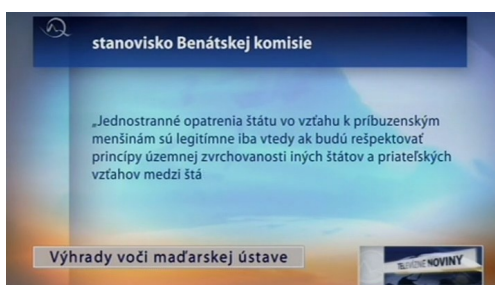 stanovisko Benátskej komisie
„Jednostranné opatrenia štátu vo vzťahu k príbuzenským
menšinám sú legitímne iba vtedy ak budú rešpektovať
princípy územnej zvrchovanosti iných štátov a priateľských
vzťahov medzi štá
Výhrady voči maďarskej ústave
TELEVÍZNE NOVINY